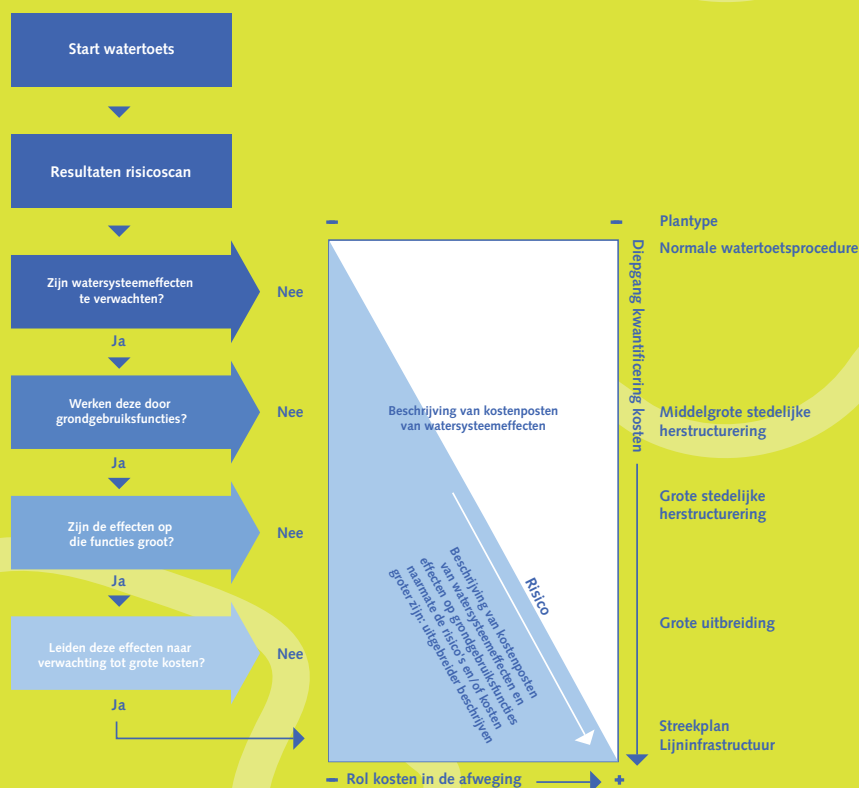 Start watertoets
Resultaten risicoscan
Zijn watersysteemeffecten
te verwachten?
Nee
Ja
Werken deze door
grondgebruiksfuncties?
Nee
Ja
Zijn de effecten op
die functies groot?
Nee
Ja
Leiden deze effecten naar
verwachting tot grote kosten?
Nee
Ja
Beschrijving van kostenposten
van watersysteemeffecten
Risico
Beschrijving van kostenposten
van watersysteemeffecten en
effecten op grondgebruiksfuncties
naarmate de risico's en/of kosten
groter zijn: uitgebreider beschrijven
- Rol kosten in de afweging +
- -
Diepgang kwantificering kosten
Plantype
Normale watertoetsprocedure
Middelgrote stedelijke
herstructurering
Grote stedelijke
herstructurering
Grote uitbreiding
Streekplan
Lijninfrastructuur